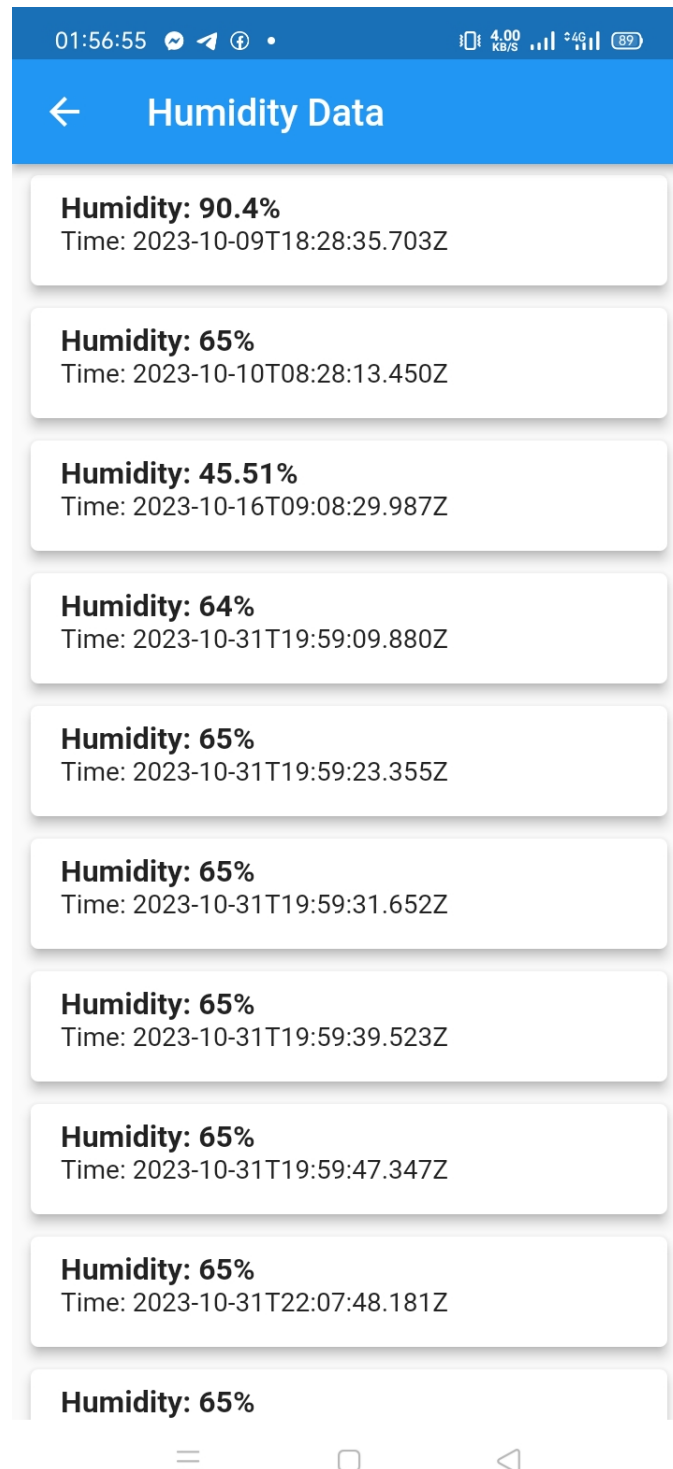 01:56:55 4.00 KB/S 4G 89
Humidity Data
Humidity: 90.4%
Time: 2023-10-09T18:28:35.703Z
Humidity: 65%
Time: 2023-10-10T08:28:13.450Z
Humidity: 45.51%
Time: 2023-10-16T09:08:29.987Z
Humidity: 64%
Time: 2023-10-31T19:59:09.880Z
Humidity: 65%
Time: 2023-10-31T19:59:23.355Z
Humidity: 65%
Time: 2023-10-31T19:59:31.652Z
Humidity: 65%
Time: 2023-10-31T19:59:39.523Z
Humidity: 65%
Time: 2023-10-31T19:59:47.347Z
Humidity: 65%
Time: 2023-10-31T22:07:48.181Z
Humidity: 65%